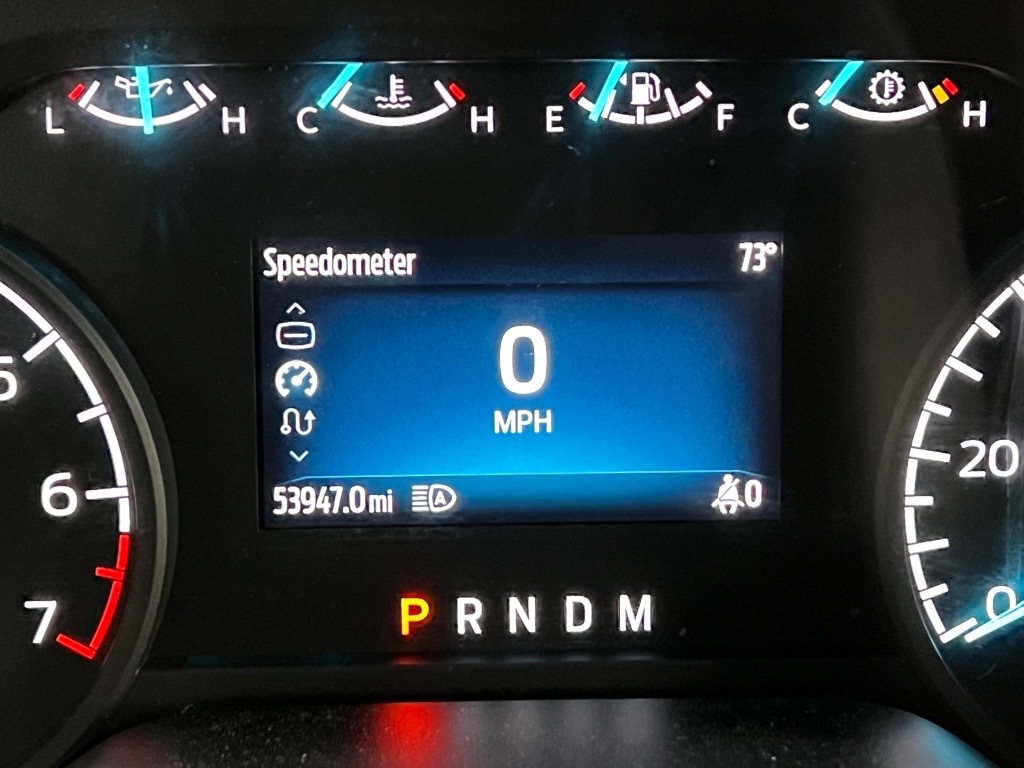 L H C H E F C H
Speedometer 73°
0
MPH
5
20
6
53947.0 mi A 0
7
0
P R N D M